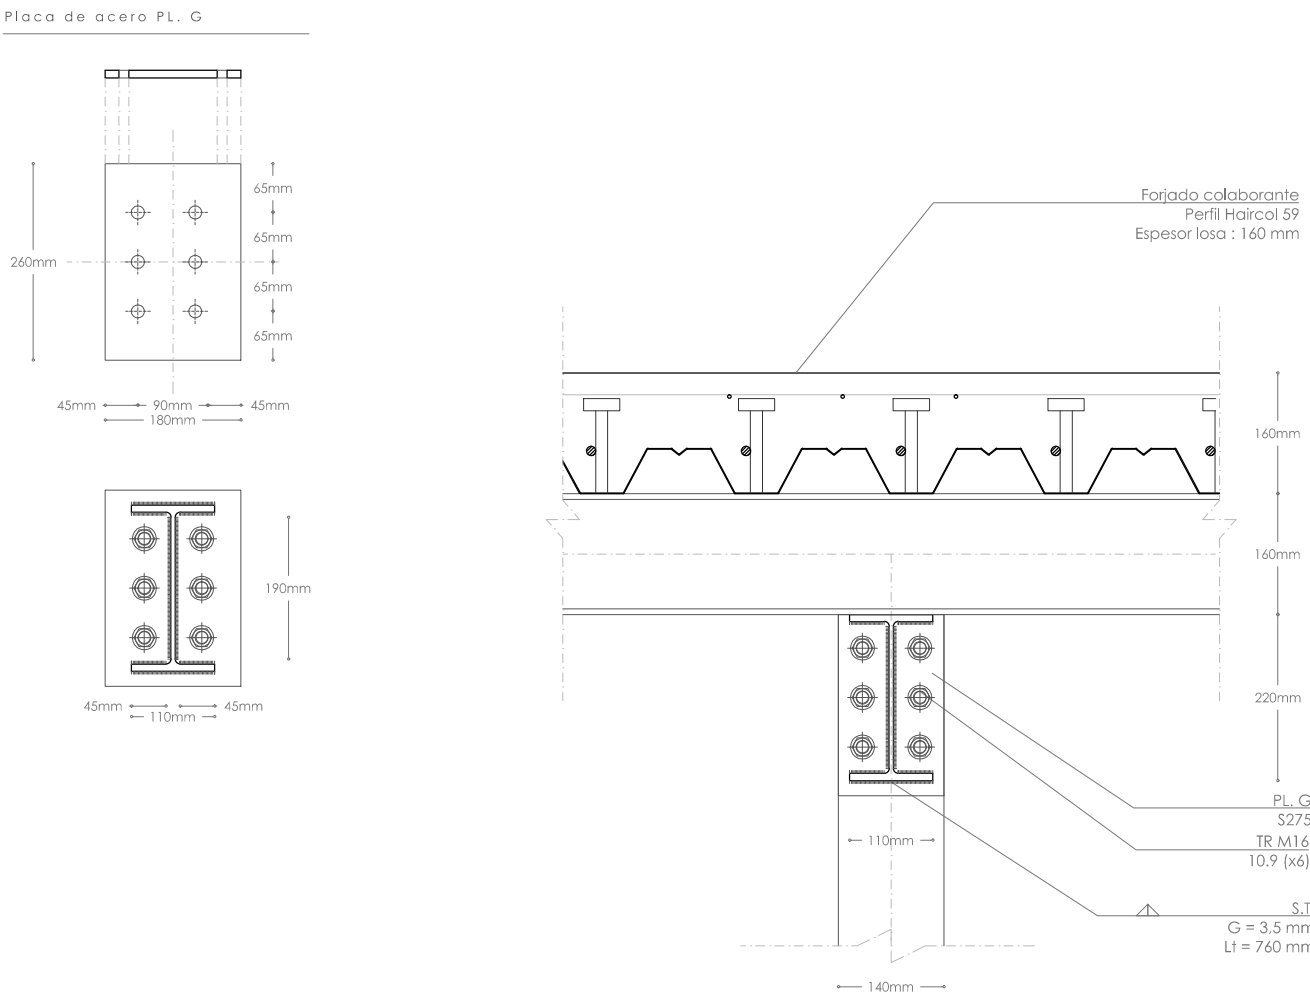 Placa de acero PL. G
65mm
65mm
260mm
65mm
65mm
45mm
90mm
45mm
180mm
190mm
45mm
45mm
110mm
Forjado colaborante
Perfil Haircol 59
Espesor losa : 160 mm
160mm
160mm
220mm
PL. G
S275
TR M16
10.9 (x6)
110mm
S.T
G = 3,5 mm
Lt = 760 mm
140mm